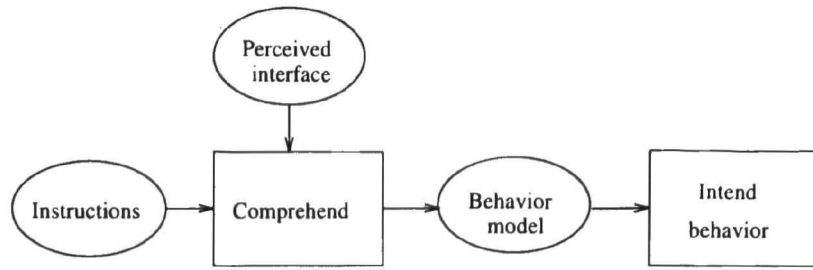 Perceived
interface
Instructions
Comprehend
Behavior
model
Intend
behavior